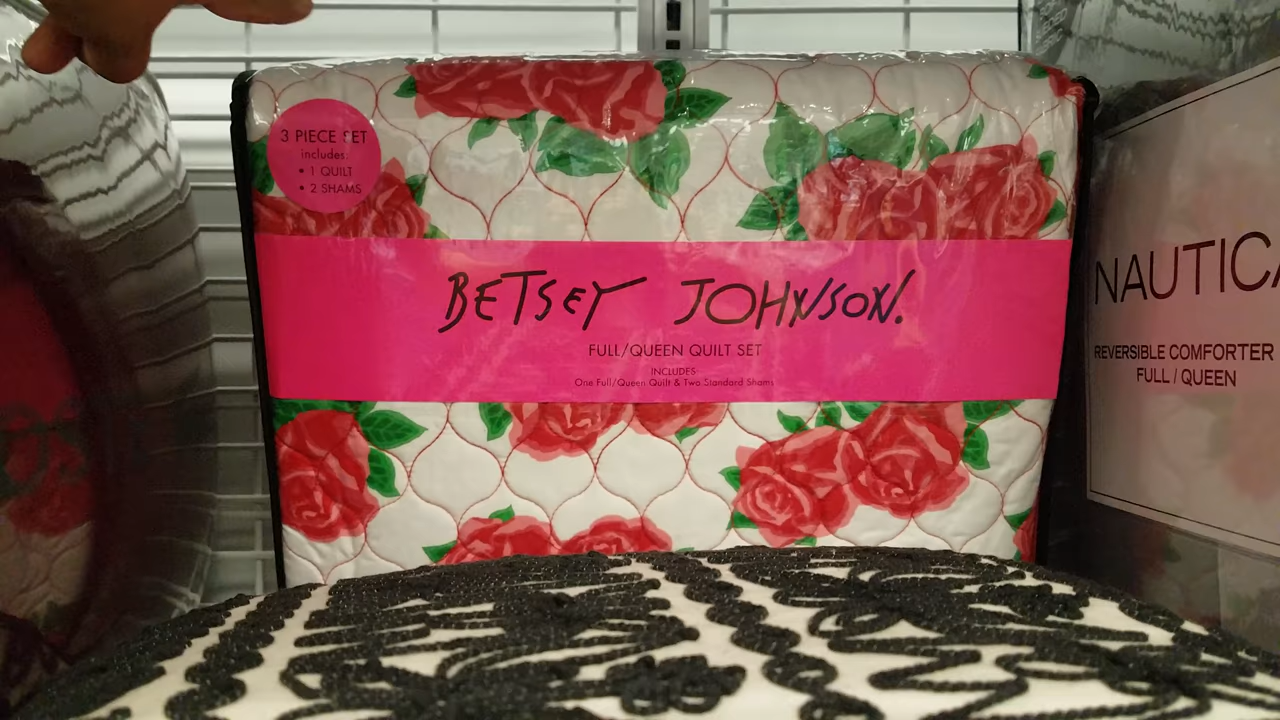 3 PIECE SET
includes:
• 1 QUILT
• 2 SHAMS
BETSEY JOHNSON.
FULL/QUEEN QUILT SET
INCLUDES
One Full/Queen Quilt & Two Standard Shams
NAUTICA
REVERSIBLE COMFORTER
FULL / QUEEN